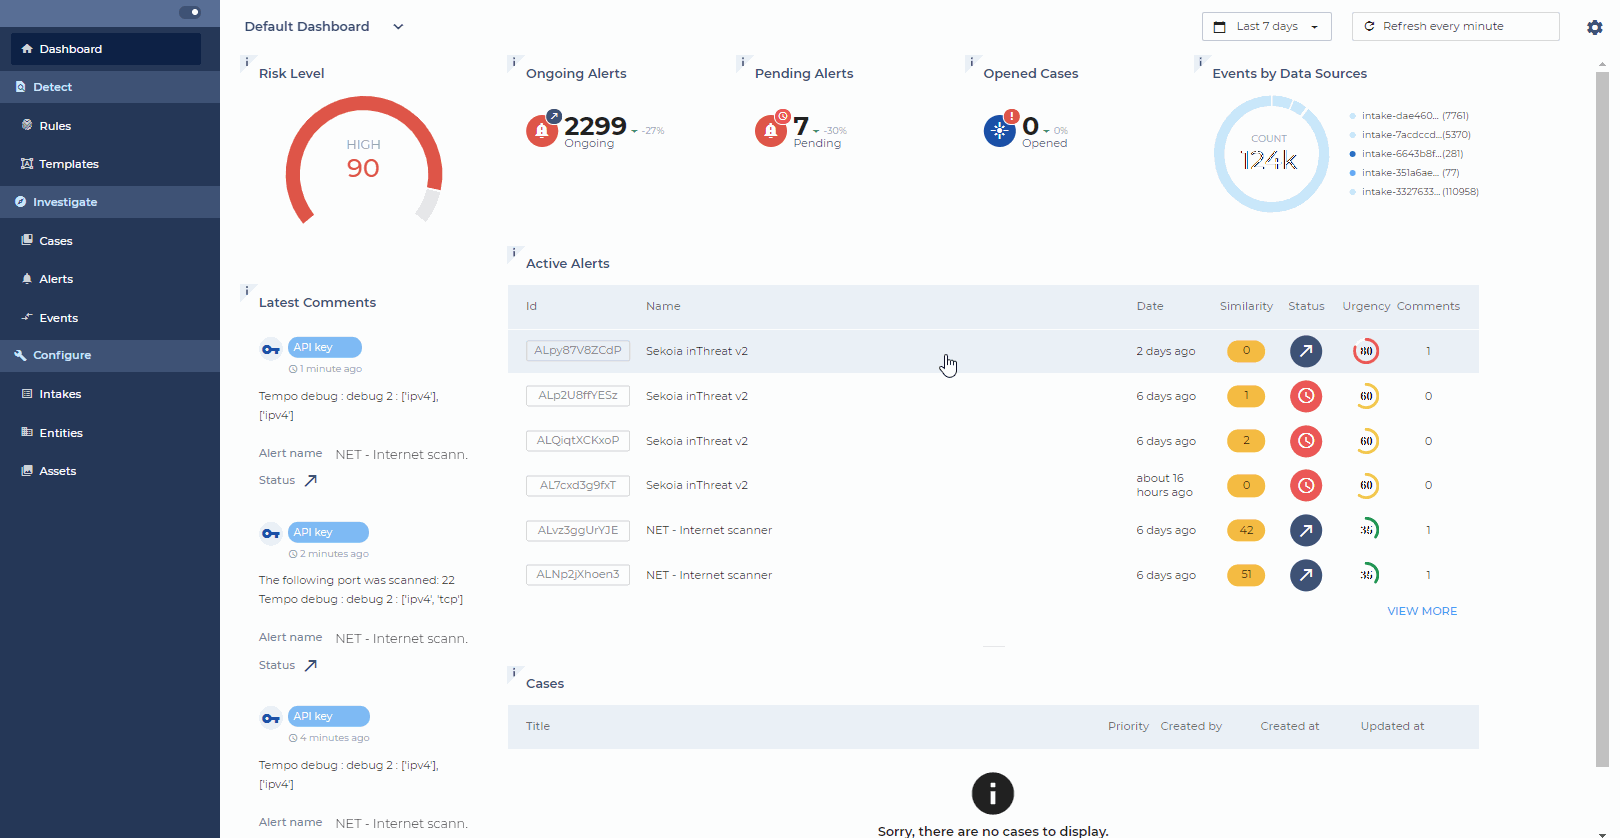 Dashboard
Detect
Rules
Templates
Investigate
Cases
Alerts
Events
Configure
Intakes
Entities
Assets
Default Dashboard
Last 7 days
Refresh every minute
Risk Level
HIGH
90
Ongoing Alerts
2299 -27%
Ongoing
Pending Alerts
7 -30%
Pending
Opened Cases
0 0%
Opened
Events by Data Sources
COUNT
124k
intake-dae460... (7761)
intake-7acdccd...(5370)
intake-6643b8f...(281)
intake-351a6ae... (77)
intake-3327633... (110958)
Latest Comments
API key
1 minute ago
Tempo debug : debug 2 : ['ipv4'],
['ipv4']
Alert name NET - Internet scann.
Status
API key
2 minutes ago
The following port was scanned: 22
Tempo debug : debug 2 : ['ipv4', 'tcp']
Alert name NET - Internet scann.
Status
API key
4 minutes ago
Tempo debug : debug 2 : ['ipv4'],
['ipv4']
Alert name NET - Internet scann.
Active Alerts
Id Name Date Similarity Status Urgency Comments
ALpy87V8ZCdP Sekoia inThreat v2 2 days ago 0 80 1
ALp2U8ffYESz Sekoia inThreat v2 6 days ago 1 60 0
ALQiqtXCKxoP Sekoia inThreat v2 6 days ago 2 60 0
AL7cxd3g9fxT Sekoia inThreat v2 about 16 hours ago 0 60 0
ALvz3ggUrYJE NET - Internet scanner 6 days ago 42 35 1
ALNp2jXhoen3 NET - Internet scanner 6 days ago 51 35 1
VIEW MORE
Cases
Title Priority Created by Created at Updated at
Sorry, there are no cases to display.